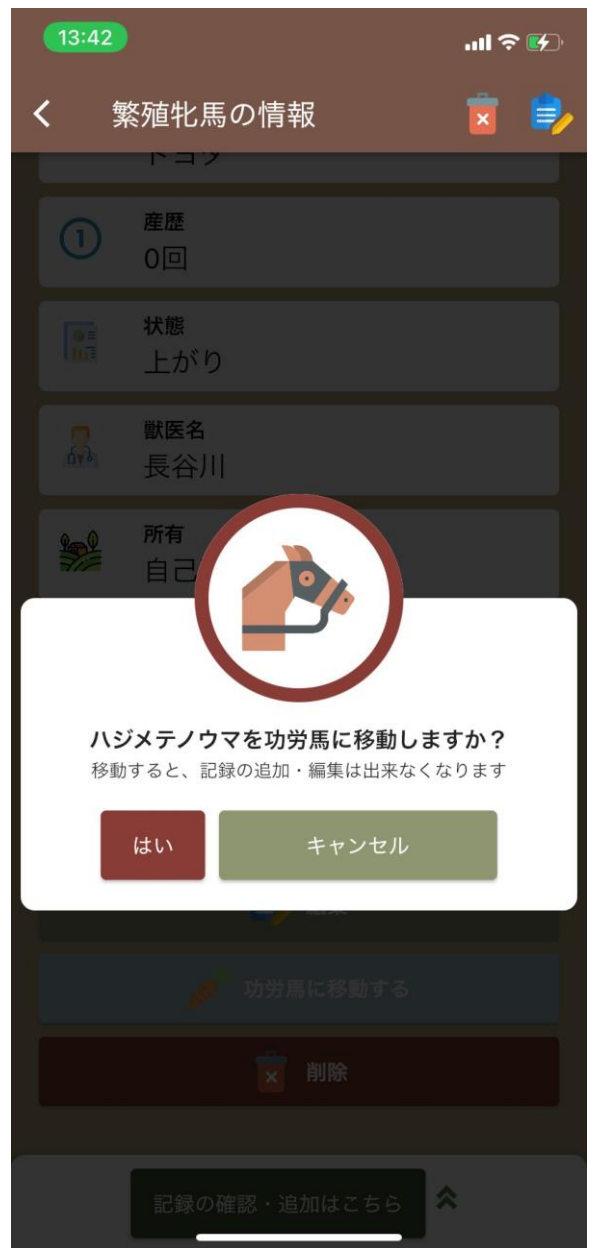 13:42
繁殖牝馬の情報
トヨタ
産歴
0回
状態
上がり
獣医名
長谷川
所有
自己
ハジメテノウマを功労馬に移動しますか？
移動すると、記録の追加・編集は出来なくなります
はい
キャンセル
編集
功労馬に移動する
削除
記録の確認・追加はこちら